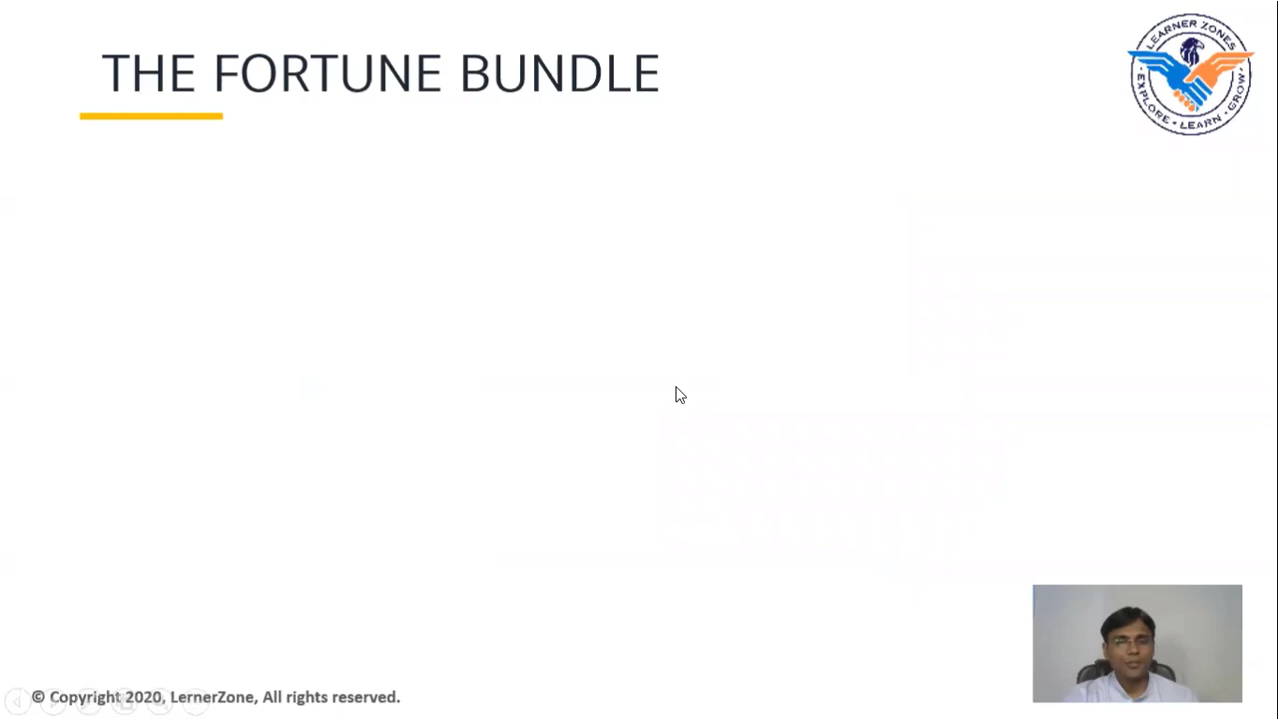 THE FORTUNE BUNDLE
LEARNER ZONES
EXPLORE • LEARN • GROW
© Copyright 2020, LernerZone, All rights reserved.